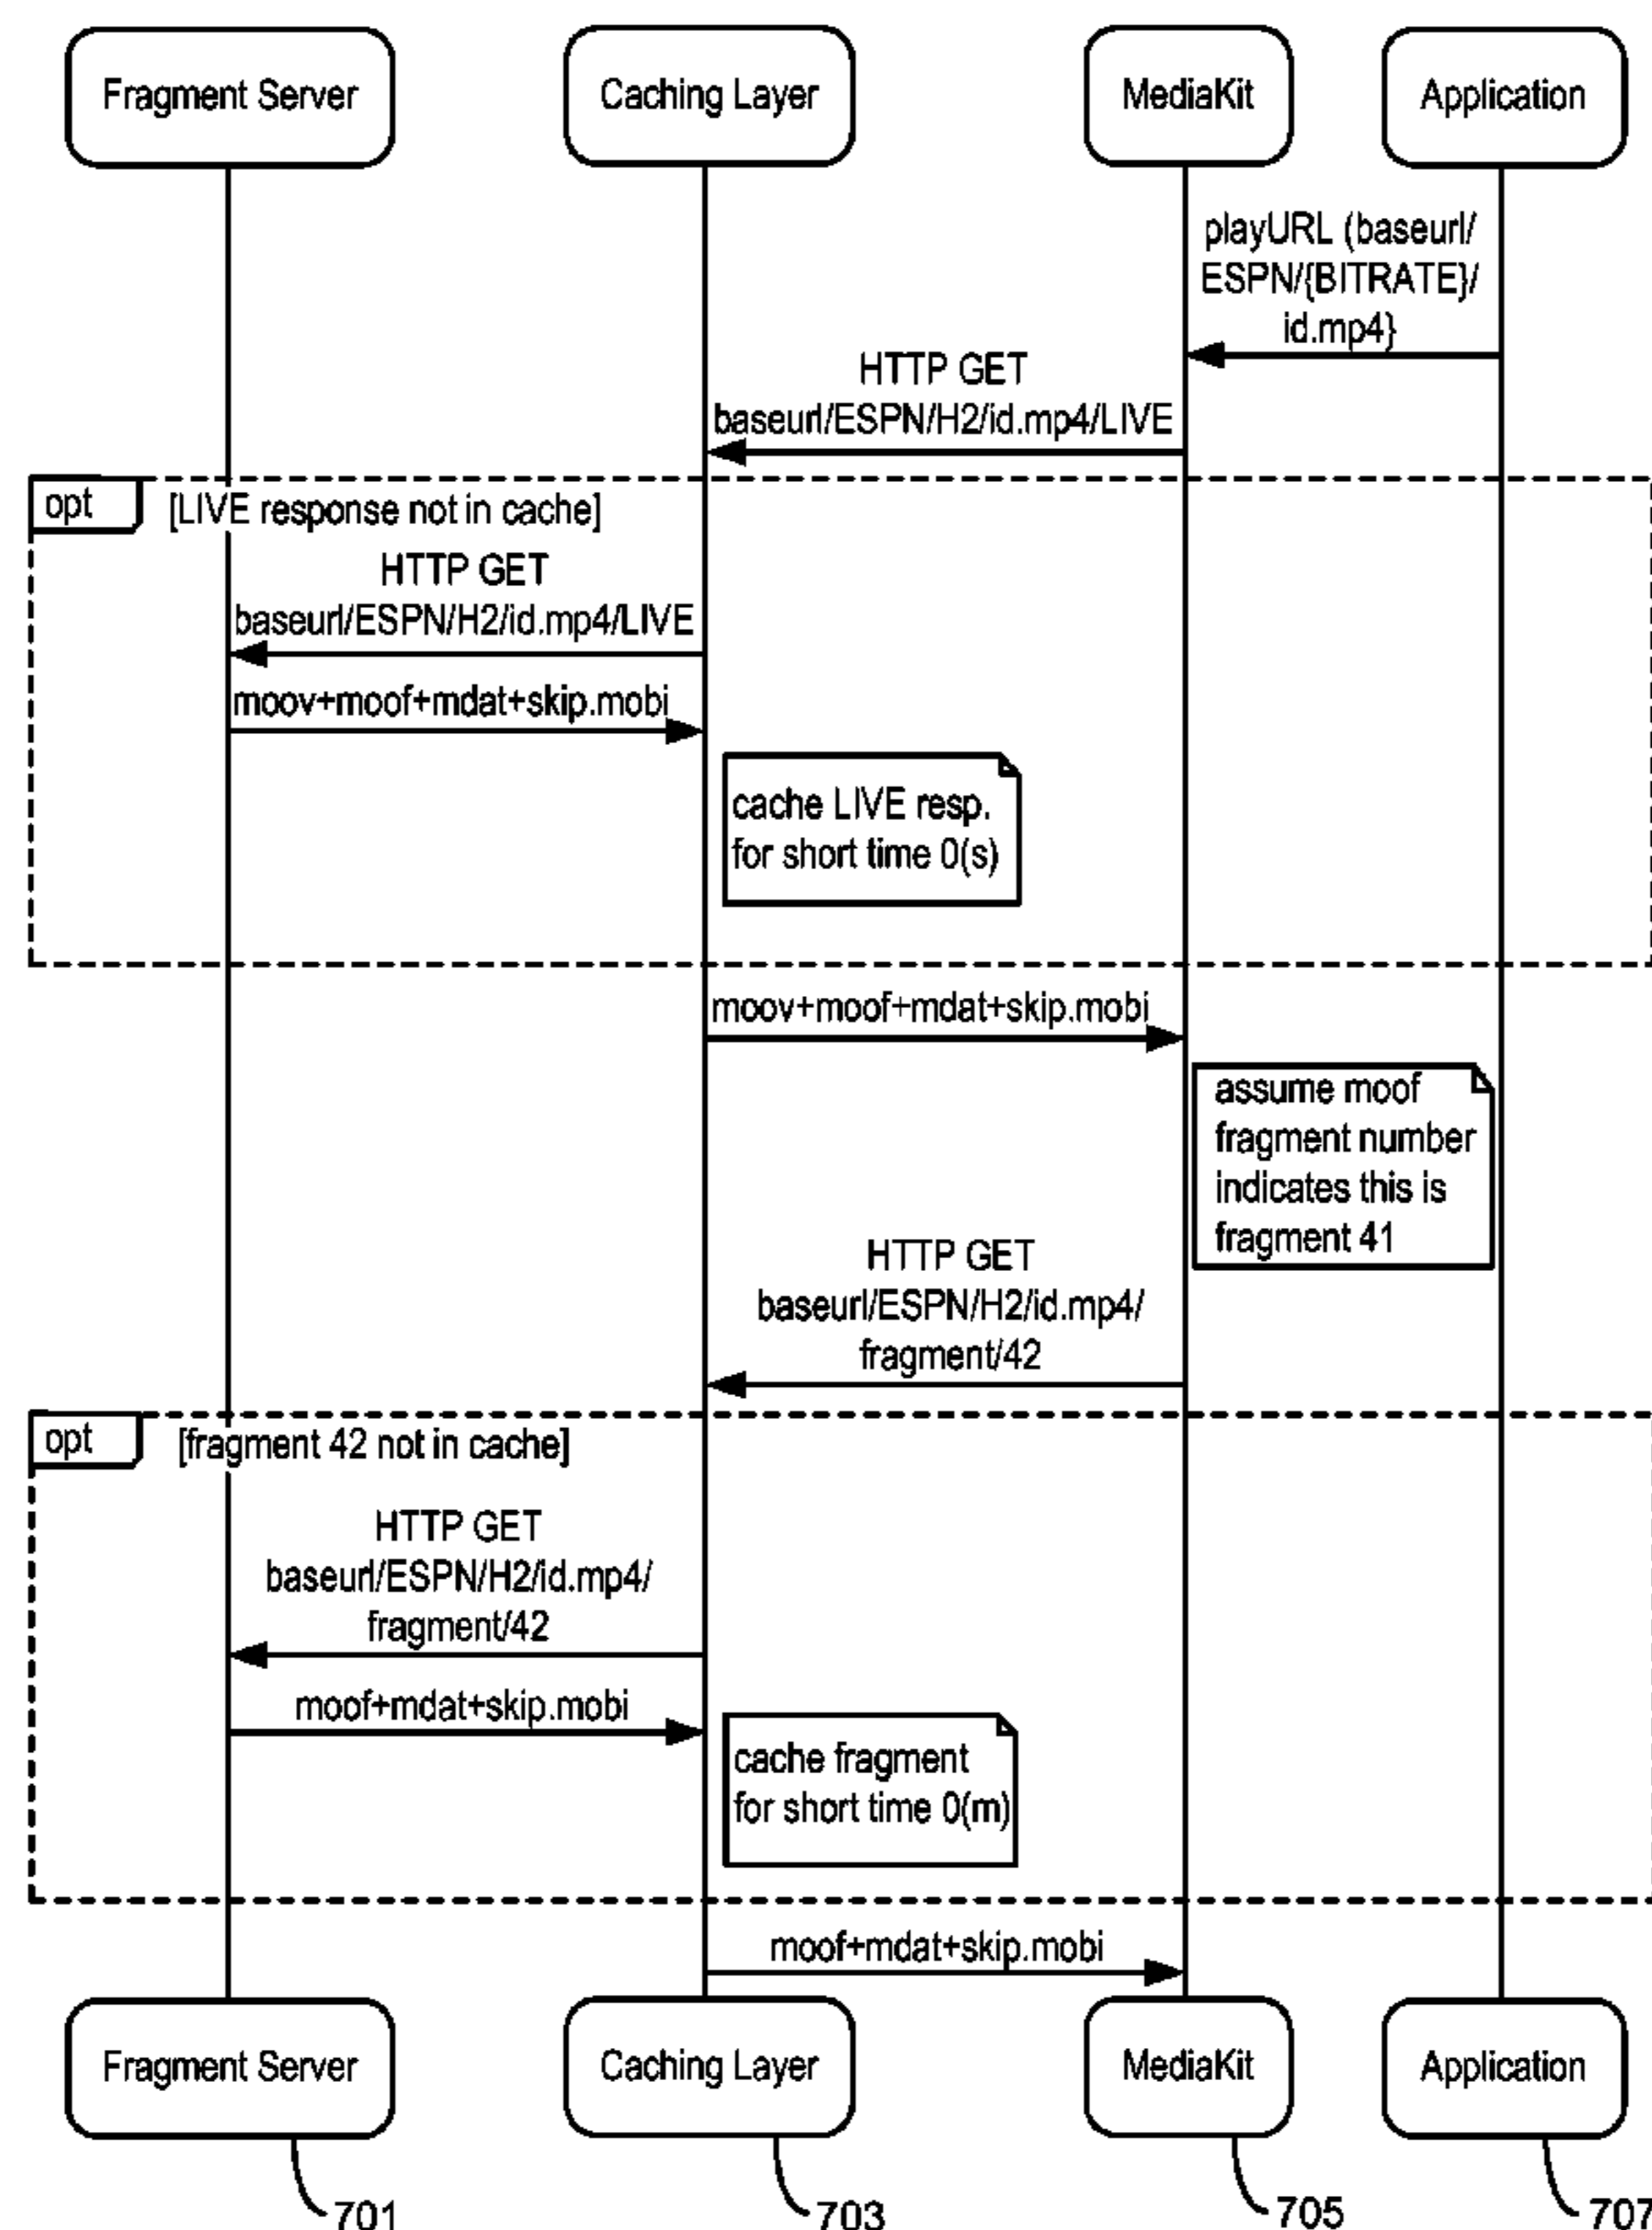 Fragment Server
Caching Layer
MediaKit
Application
playURL (baseurl/
ESPN/{BITRATE}/
id.mp4}
HTTP GET
baseurl/ESPN/H2/id.mp4/LIVE
opt
[LIVE response not in cache]
HTTP GET
baseurl/ESPN/H2/id.mp4/LIVE
moov+moof+mdat+skip.mobi
cache LIVE resp.
for short time 0(s)
moov+moof+mdat+skip.mobi
assume moof
fragment number
indicates this is
fragment 41
HTTP GET
baseurl/ESPN/H2/id.mp4/
fragment/42
opt
[fragment 42 not in cache]
HTTP GET
baseurl/ESPN/H2/id.mp4/
fragment/42
moof+mdat+skip.mobi
cache fragment
for short time 0(m)
moof+mdat+skip.mobi
Fragment Server
Caching Layer
MediaKit
Application
701
703
705
707